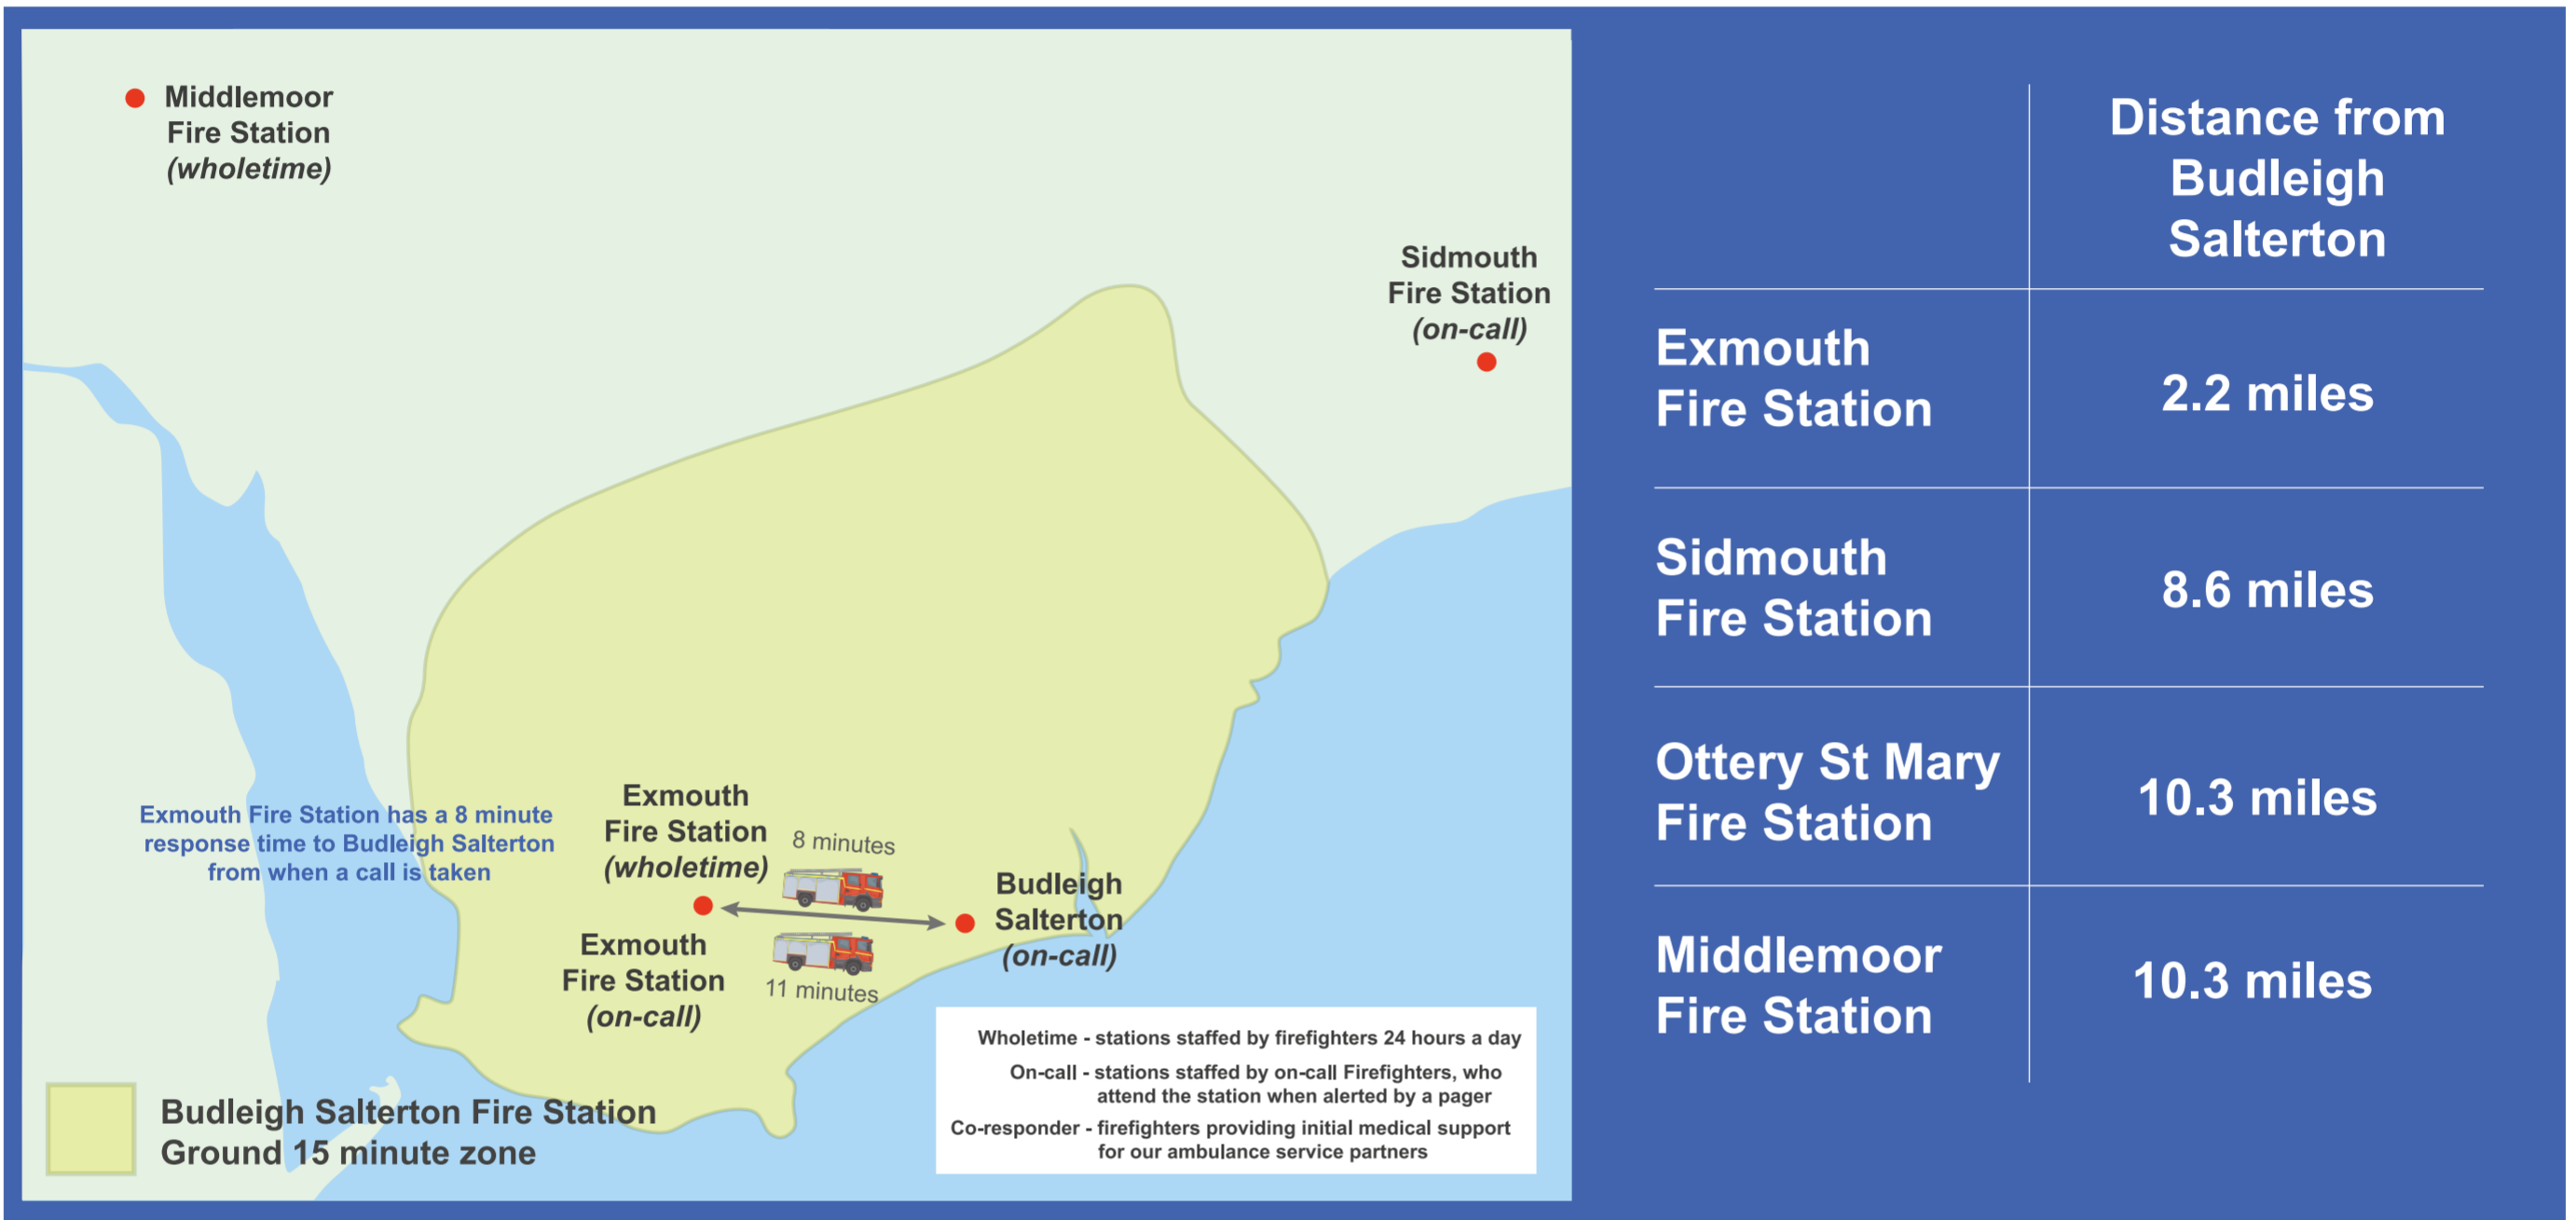 Middlemoor
Fire Station
(wholetime)
Sidmouth
Fire Station
(on-call)
Exmouth Fire Station has a 8 minute
response time to Budleigh Salterton
from when a call is taken
Exmouth
Fire Station
(wholetime)
8 minutes
Exmouth
Fire Station
(on-call)
11 minutes
Budleigh
Salterton
(on-call)
Wholetime - stations staffed by firefighters 24 hours a day
On-call - stations staffed by on-call Firefighters, who
attend the station when alerted by a pager
Co-responder - firefighters providing initial medical support
for our ambulance service partners
Budleigh Salterton Fire Station
Ground 15 minute zone
Distance from
Budleigh
Salterton
Exmouth
Fire Station
2.2 miles
Sidmouth
Fire Station
8.6 miles
Ottery St Mary
Fire Station
10.3 miles
Middlemoor
Fire Station
10.3 miles